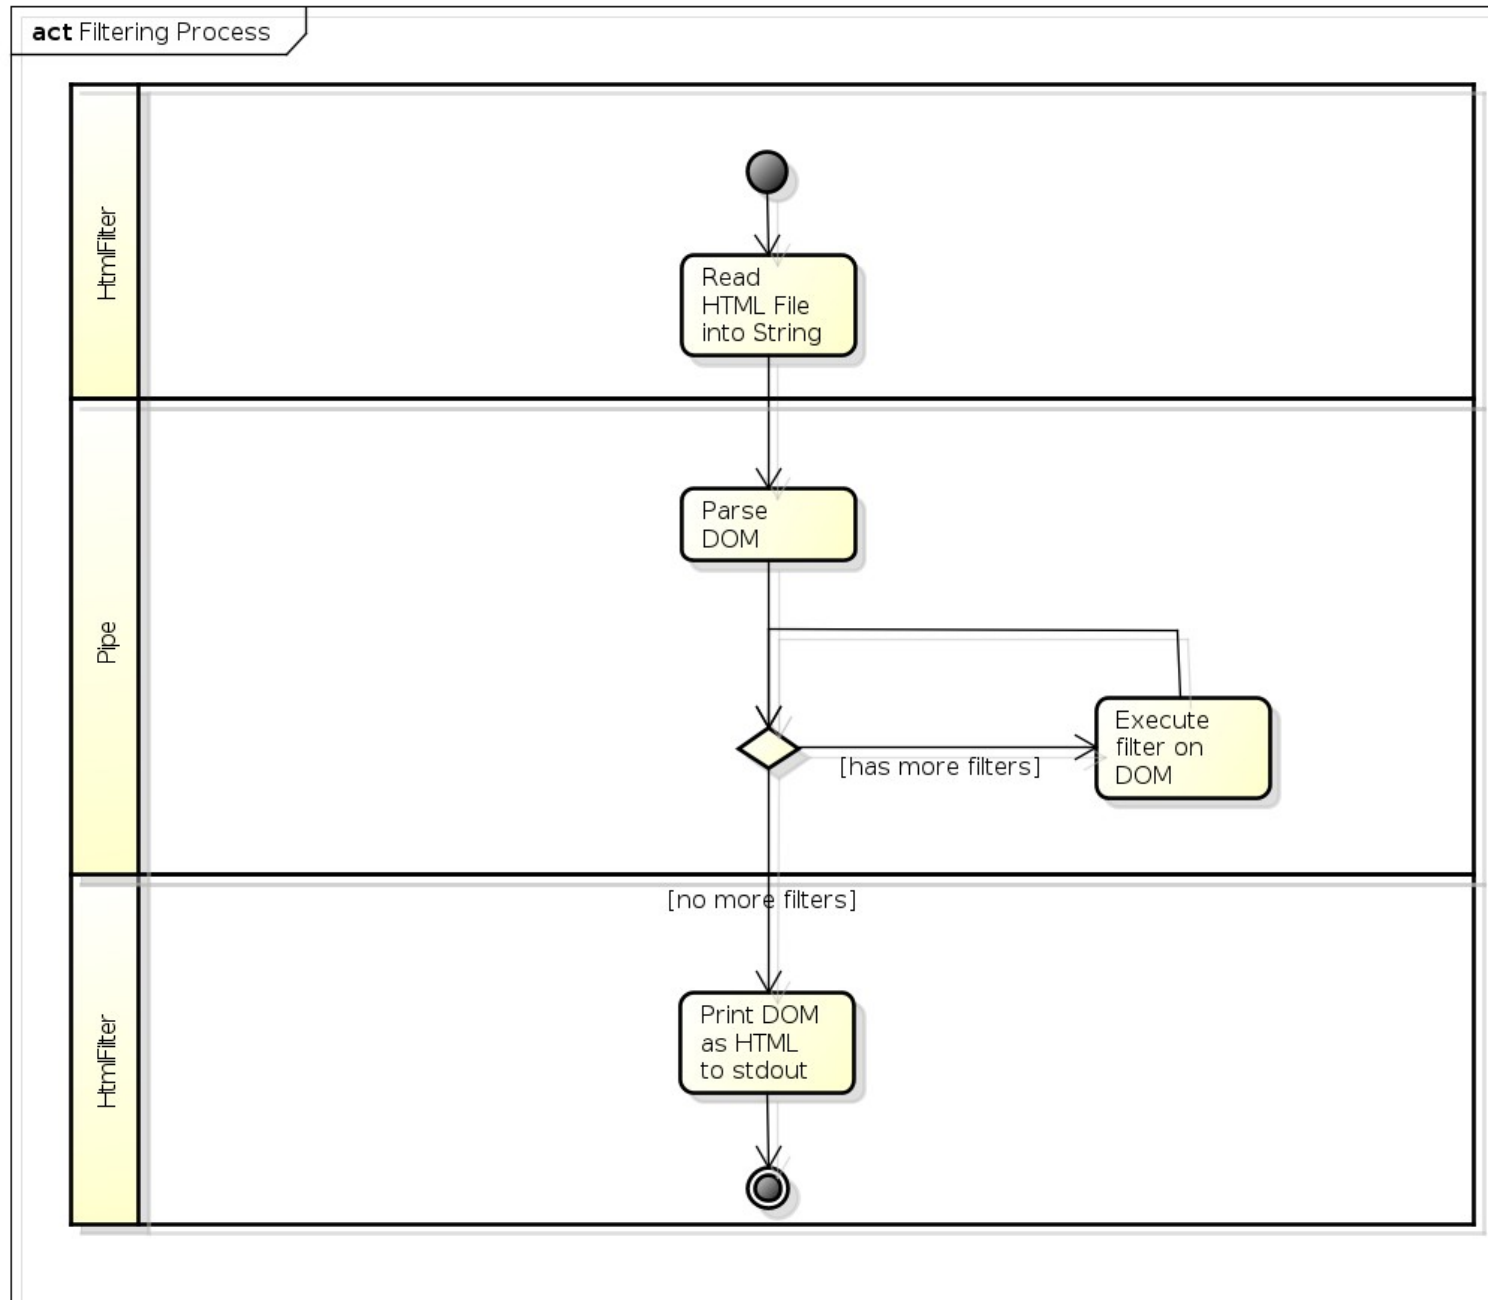 act Filtering Process
HtmlFilter
Read
HTML File
into String
Pipe
Parse
DOM
Execute
filter on
DOM
[has more filters]
HtmlFilter
[no more filters]
Print DOM
as HTML
to stdout